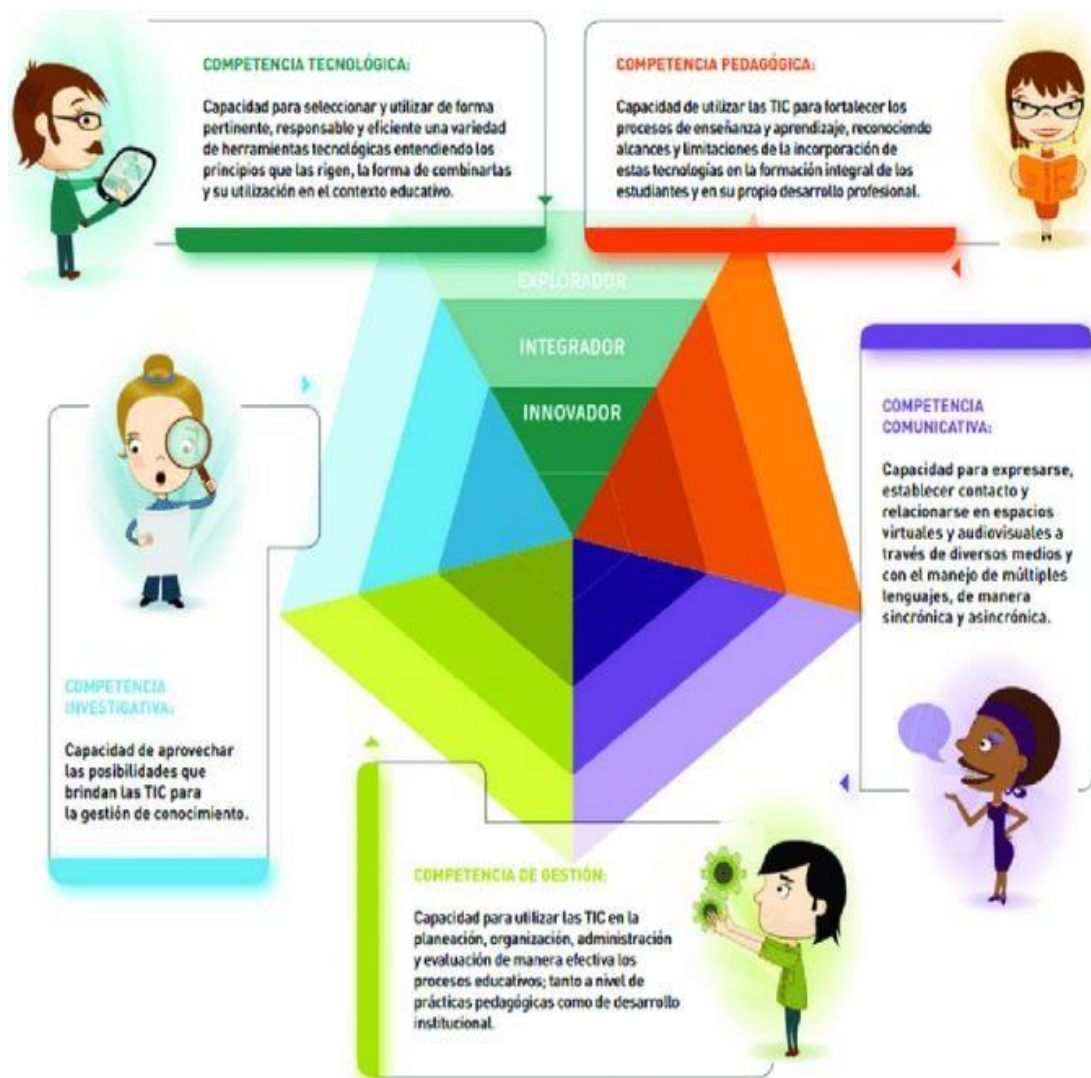 COMPETENCIA TECNOLÓGICA:
Capacidad para seleccionar y utilizar de forma
pertinente, responsable y eficiente una variedad
de herramientas tecnológicas entendiendo los
principios que las rigen, la forma de combinarlas
y su utilización en el contexto educativo.
COMPETENCIA PEDAGÓGICA:
Capacidad de utilizar las TIC para fortalecer los
procesos de enseñanza y aprendizaje, reconociendo
alcances y limitaciones de la incorporación de
estas tecnologías en la formación integral de los
estudiantes y en su propio desarrollo profesional.
EXPLORADOR
INTEGRADOR
INNOVADOR
COMPETENCIA
COMUNICATIVA:
Capacidad para expresarse,
establecer contacto y
relacionarse en espacios
virtuales y audiovisuales a
través de diversos medios y
con el manejo de múltiples
lenguajes, de manera
sincrónica y asincrónica.
COMPETENCIA
INVESTIGATIVA:
Capacidad de aprovechar
las posibilidades que
brindan las TIC para
la gestión de conocimiento.
COMPETENCIA DE GESTIÓN:
Capacidad para utilizar las TIC en la
planeación, organización, administración
y evaluación de manera efectiva los
procesos educativos; tanto a nivel de
prácticas pedagógicas como de desarrollo
institucional.